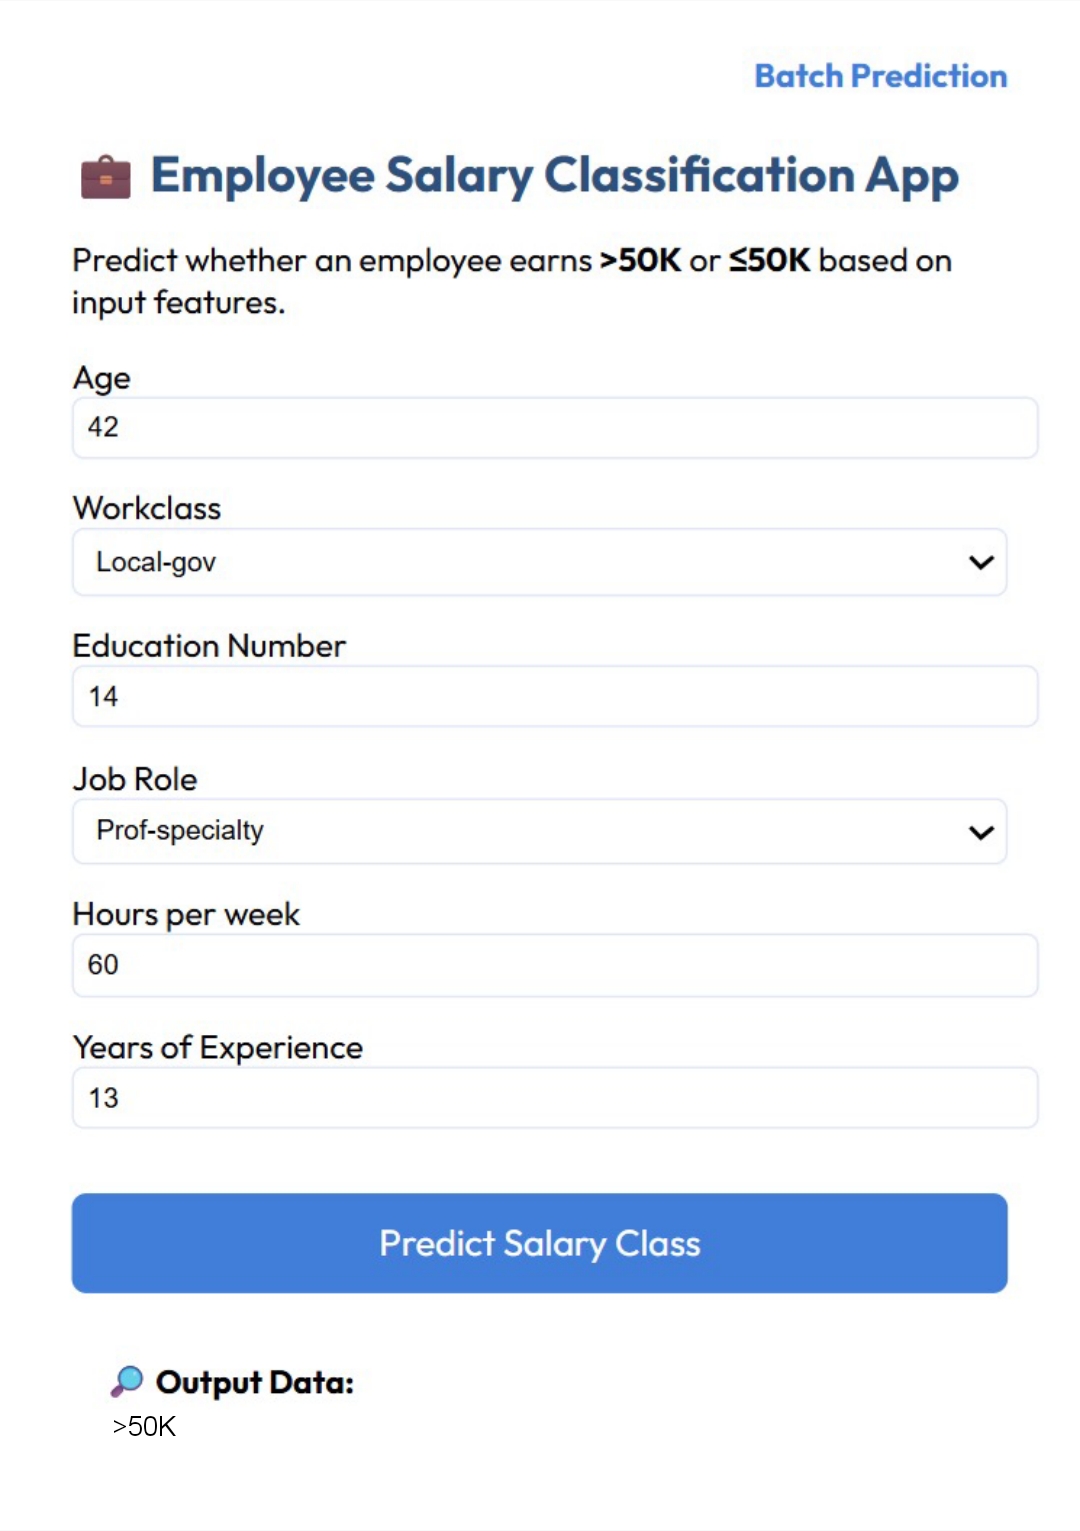 Batch Prediction
Employee Salary Classification App
Predict whether an employee earns >50K or ≤50K based on
input features.
Age
42
Workclass
Local-gov
Education Number
14
Job Role
Prof-specialty
Hours per week
60
Years of Experience
13
Predict Salary Class
Output Data:
>50K